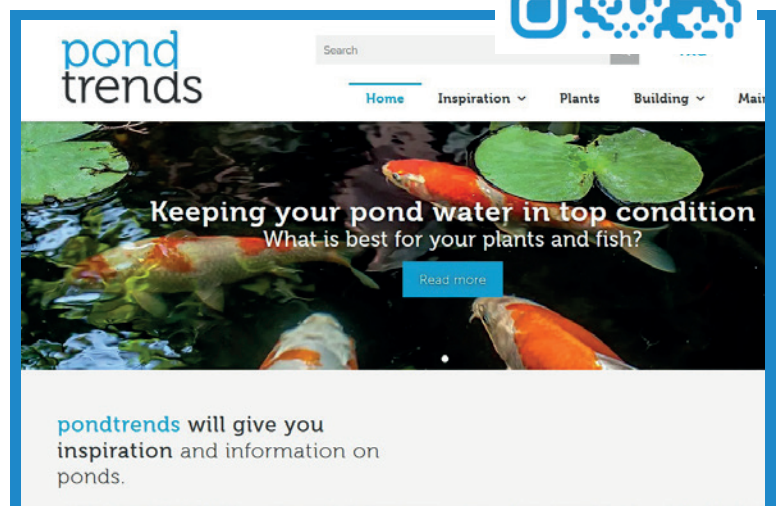 pond
trends
Search
Home Inspiration Plants Building
Keeping your pond water in top condition
What is best for your plants and fish?
Read more
pondtrends will give you
inspiration and information on
ponds.